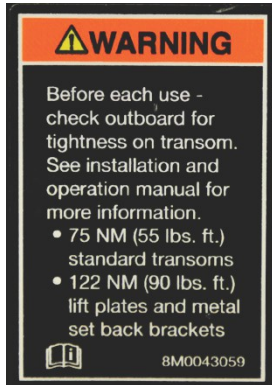 WARNING
Before each use -
check outboard for
tightness on transom.
See installation and
operation manual for
more information.
• 75 NM (55 lbs. ft.)
standard transoms
• 122 NM (90 lbs. ft.)
lift plates and metal
set back brackets
8M0043059